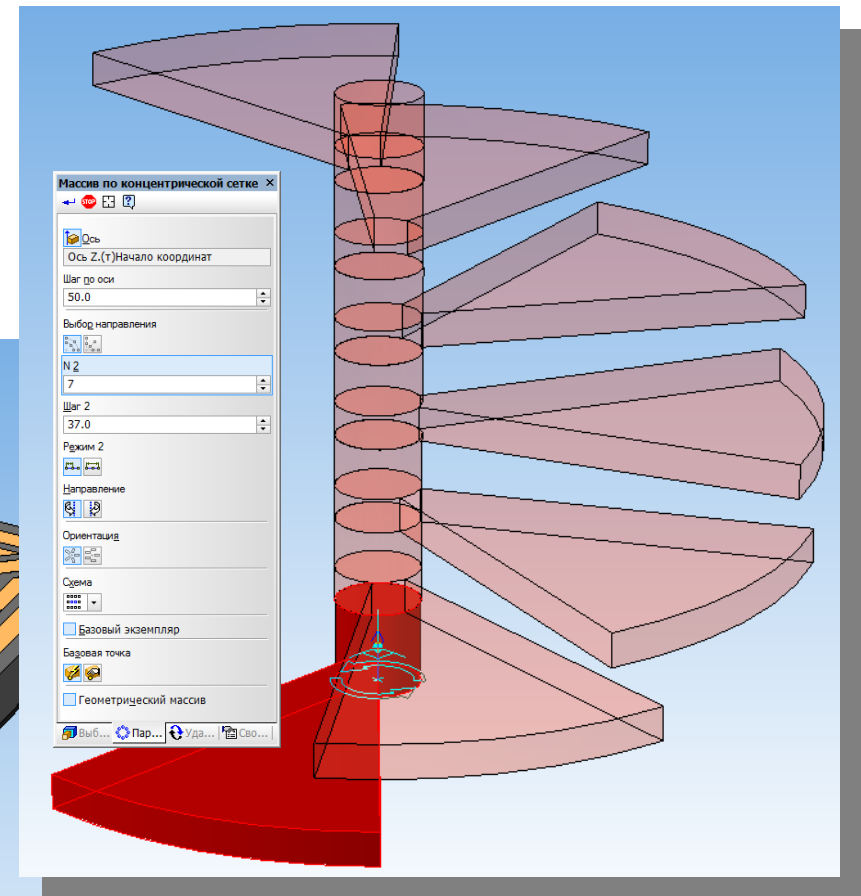 Массив по концентрической сетке ×
STOP ?
Ось
Ось Z.(т)Начало координат
Шаг по оси
50.0
Выбор направления
N 2
7
Шаг 2
37.0
Режим 2
Направление
Ориентация
Схема
Базовый экземпляр
Базовая точка
Геометрический массив
Выб... Пар... Уда... Сво...